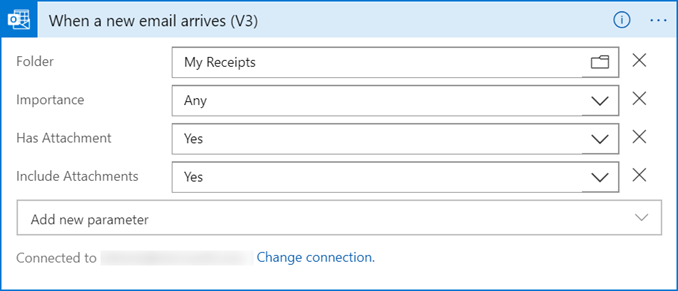 When a new email arrives (V3)
Folder My Receipts
Importance Any
Has Attachment Yes
Include Attachments Yes
Add new parameter
Connected to Change connection.